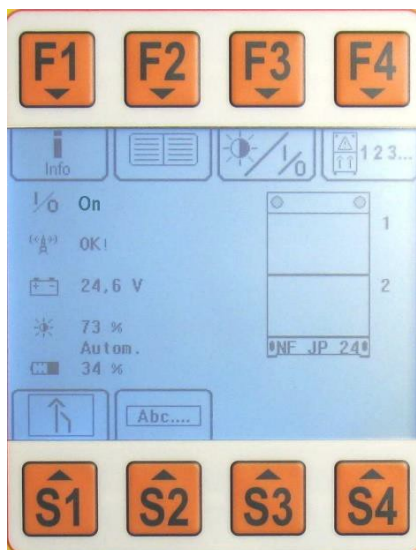 F1 F2 F3 F4
Info
I/0
123...
I/0 On
OK!
24,6 V
73 %
Autom.
34 %
1
2
NF JP 24
Abc....
S1 S2 S3 S4